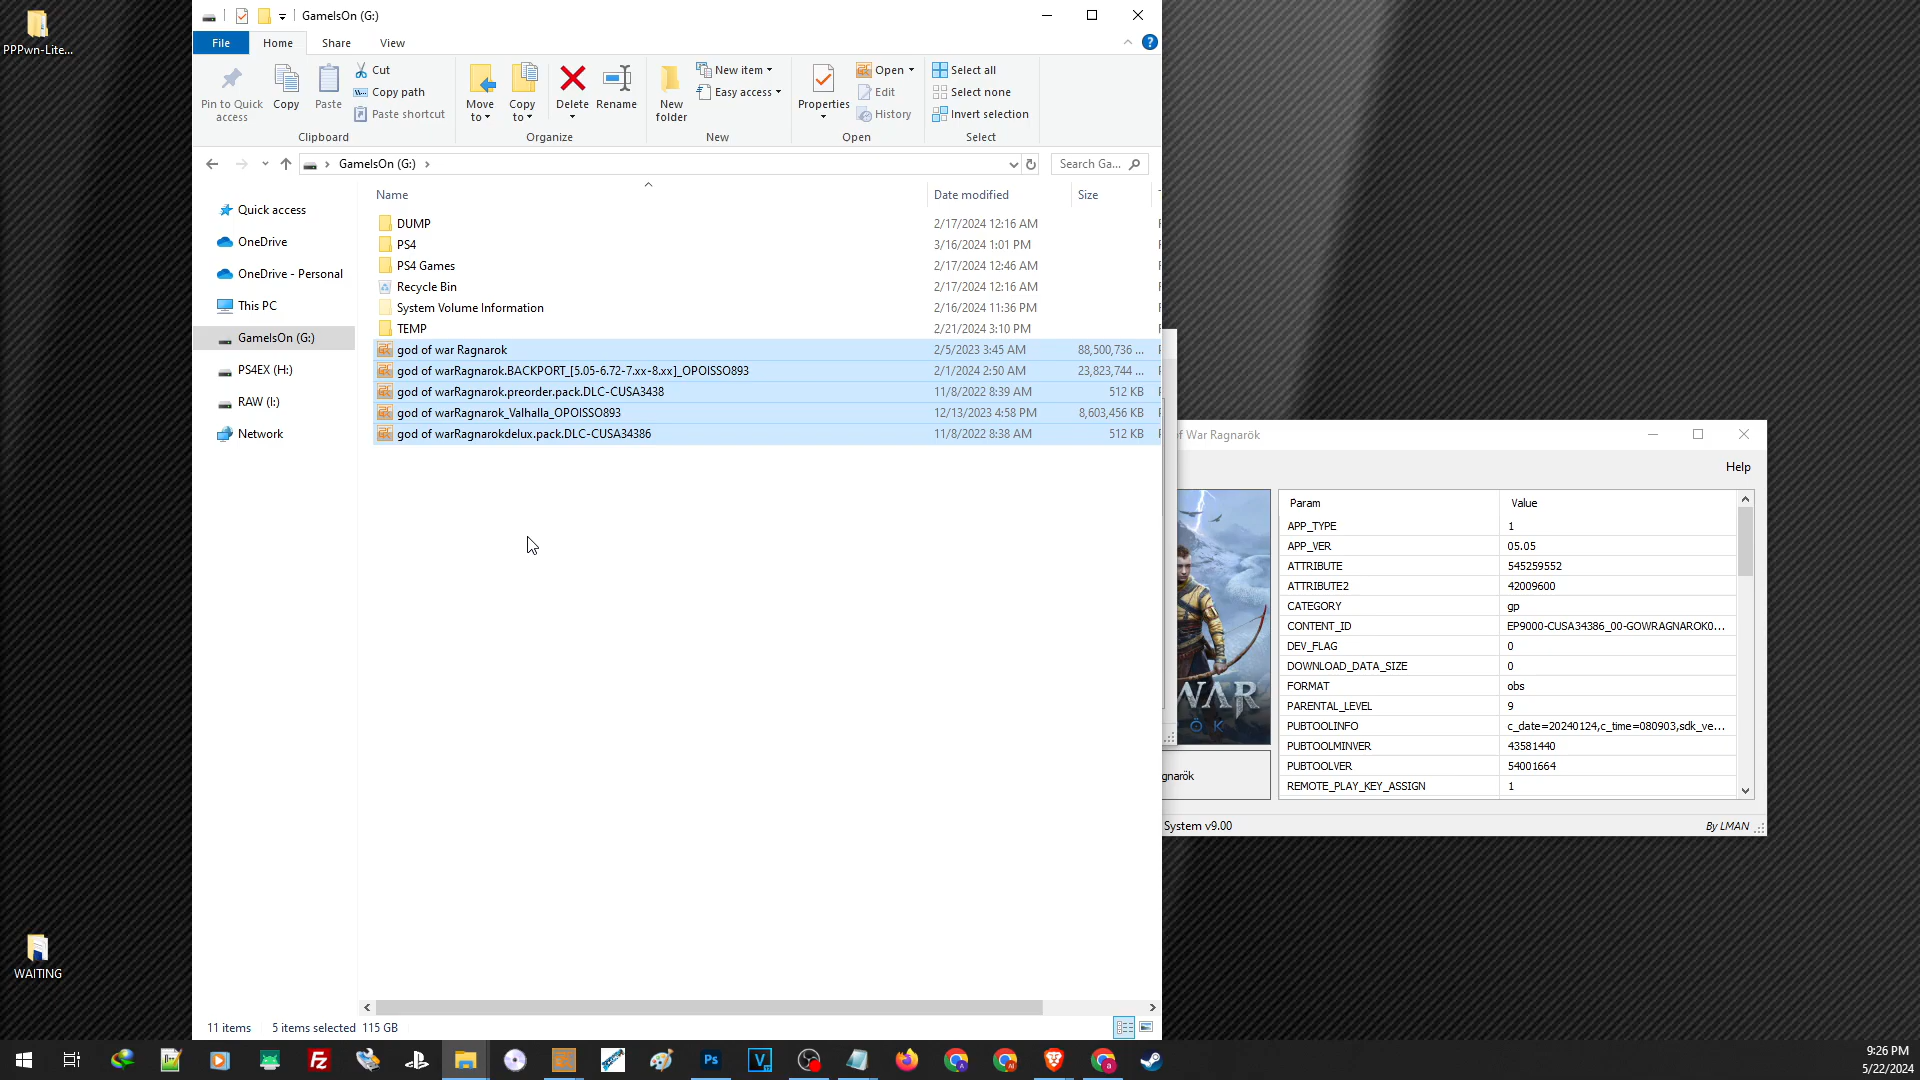 PPPwn-Lite...
WAITING
GameIsOn (G:)
File
Home
Share
View
Pin to Quick access
Copy
Paste
Cut
Copy path
Paste shortcut
Clipboard
Move to
Copy to
Delete
Rename
Organize
New folder
New item
Easy access
New
Properties
Open
Edit
History
Open
Select all
Select none
Invert selection
Select
GameIsOn (G:)
Search Ga...
Quick access
OneDrive
OneDrive - Personal
This PC
GameIsOn (G:)
PS4EX (H:)
RAW (I:)
Network
Name Date modified Size
DUMP 2/17/2024 12:16 AM
PS4 3/16/2024 1:01 PM
PS4 Games 2/17/2024 12:46 AM
Recycle Bin 2/17/2024 12:16 AM
System Volume Information 2/16/2024 11:36 PM
TEMP 2/21/2024 3:10 PM
god of war Ragnarok 2/5/2023 3:45 AM 88,500,736 ...
god of warRagnarok.BACKPORT_[5.05-6.72-7.xx-8.xx]_OPOISSO893 2/1/2024 2:50 AM 23,823,744 ...
god of warRagnarok.preorder.pack.DLC-CUSA3438 11/8/2022 8:39 AM 512 KB
god of warRagnarok_Valhalla_OPOISSO893 12/13/2023 4:58 PM 8,603,456 KB
god of warRagnarokdelux.pack.DLC-CUSA34386 11/8/2022 8:38 AM 512 KB
11 items 5 items selected 115 GB
of War Ragnarök
Help
WAR
ÖK
gnarök
Param Value
APP_TYPE 1
APP_VER 05.05
ATTRIBUTE 545259552
ATTRIBUTE2 42009600
CATEGORY gp
CONTENT_ID EP9000-CUSA34386_00-GOWRAGNAROK0...
DEV_FLAG 0
DOWNLOAD_DATA_SIZE 0
FORMAT obs
PARENTAL_LEVEL 9
PUBTOOLINFO c_date=20240124,c_time=080903,sdk_ve...
PUBTOOLMINVER 43581440
PUBTOOLVER 54001664
REMOTE_PLAY_KEY_ASSIGN 1
System v9.00
By LMAN
Fz
Ps
V
9:26 PM
5/22/2024